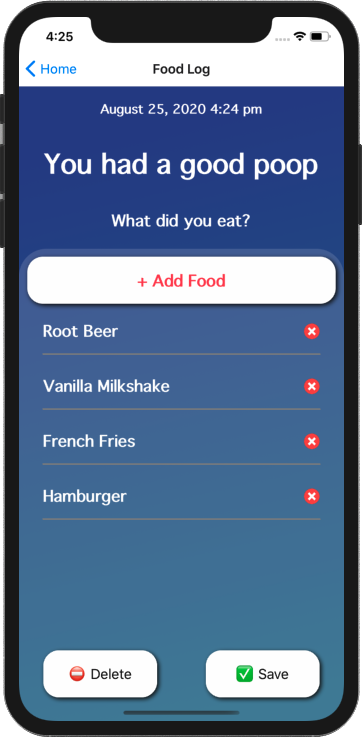 4:25
Home
Food Log
August 25, 2020 4:24 pm
You had a good poop
What did you eat?
+ Add Food
Root Beer
Vanilla Milkshake
French Fries
Hamburger
Delete
Save